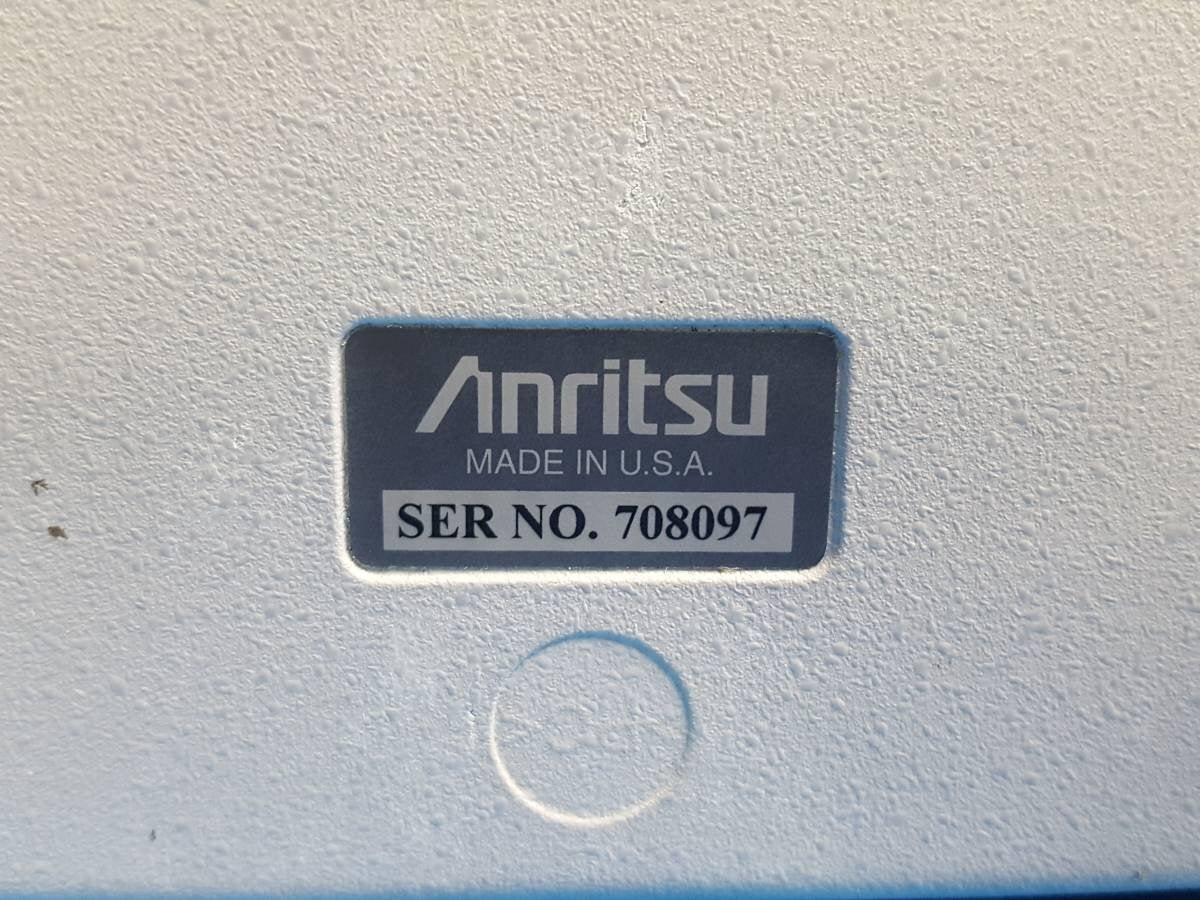 Anritsu
MADE IN U.S.A.
SER NO. 708097